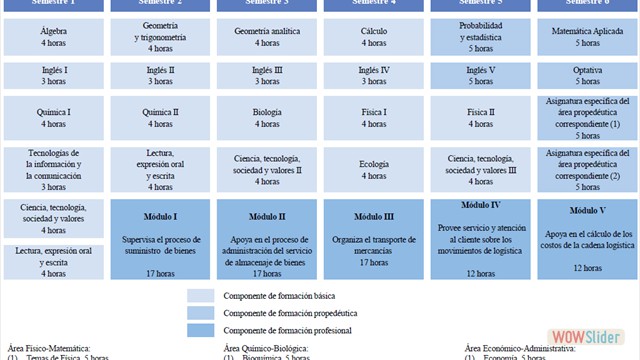 Semestre 1
Semestre 2
Semestre 3
Semestre 4
Semestre 5
Semestre 6
Álgebra
4 horas
Geometría
y trigonometría
4 horas
Geometría analítica
4 horas
Cálculo
4 horas
Probabilidad
y estadística
5 horas
Matemática Aplicada
5 horas
Inglés I
3 horas
Inglés II
3 horas
Inglés III
3 horas
Inglés IV
3 horas
Inglés V
5 horas
Optativa
5 horas
Química I
4 horas
Química II
4 horas
Biología
4 horas
Física I
4 horas
Física II
4 horas
Asignatura específica del
área propedéutica
correspondiente (1)
5 horas
Tecnologías de
la información y
la comunicación
3 horas
Lectura,
expresión oral
y escrita
4 horas
Ciencia, tecnología,
sociedad y valores II
4 horas
Ecología
4 horas
Ciencia, tecnología,
sociedad y valores III
4 horas
Asignatura específica del
área propedéutica
correspondiente (2)
5 horas
Ciencia, tecnología,
sociedad y valores
4 horas
Lectura, expresión oral
y escrita
4 horas
Módulo I
Supervisa el proceso de
suministro de bienes
17 horas
Módulo II
Apoya en el proceso de
administración del servicio
de almacenaje de bienes
17 horas
Módulo III
Organiza el transporte de
mercancías
17 horas
Módulo IV
Provee servicio y atención
al cliente sobre los
movimientos de logística
12 horas
Módulo V
Apoya en el cálculo de los
costos de la cadena logística
12 horas
Componente de formación básica
Componente de formación propedéutica
Componente de formación profesional
WOWSlider
Área Físico-Matemática:
(1) Temas de Física, 5 horas
Área Químico-Biológica:
(1) Bioquímica, 5 horas
Área Económico-Administrativa:
(1) Economía, 5 horas